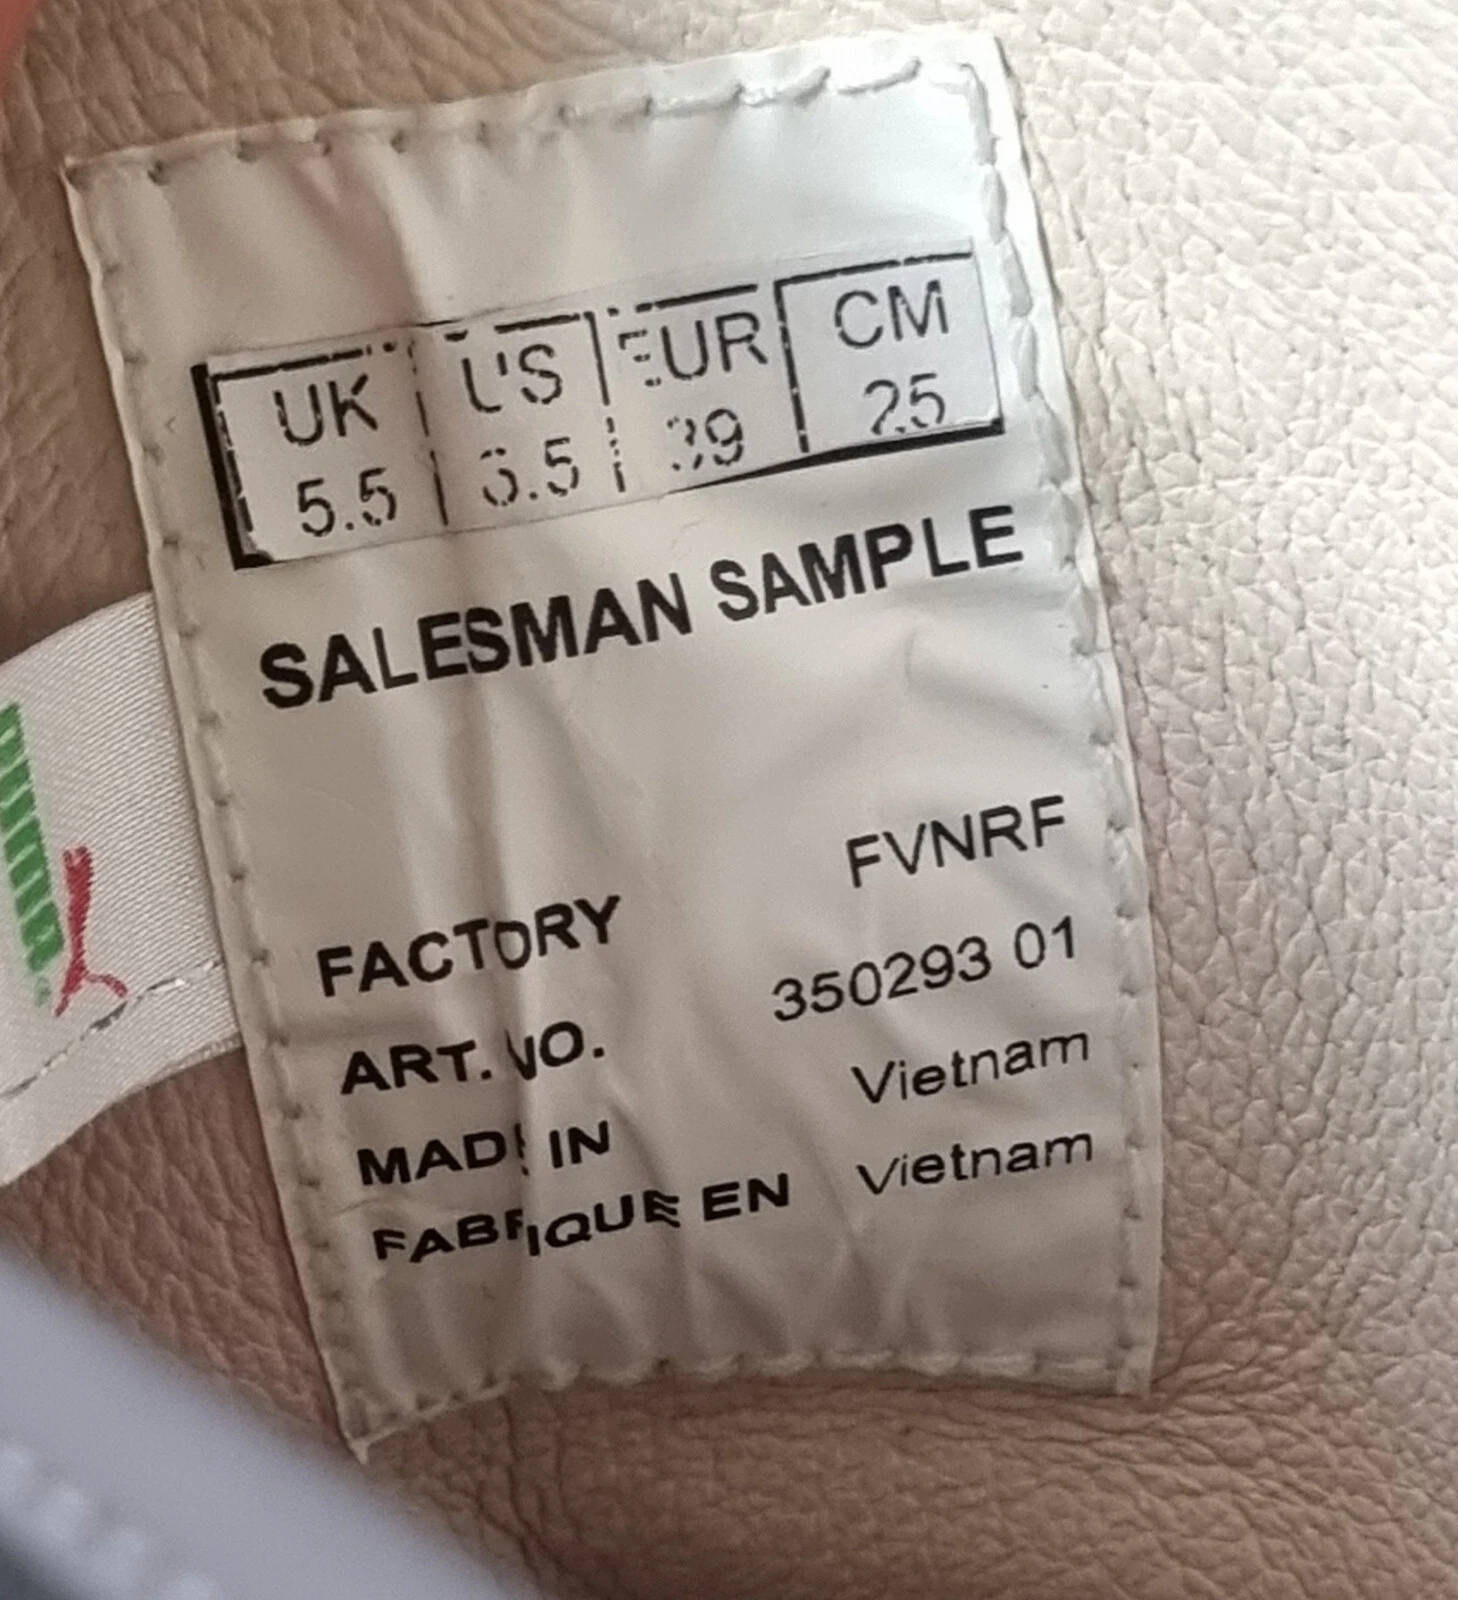 UK US EUR CM
5.5 6.5 39 25
SALESMAN SAMPLE
FACTORY FVNRF
ART. NO. 350293 01
MADE IN Vietnam
FABRIQUE EN Vietnam